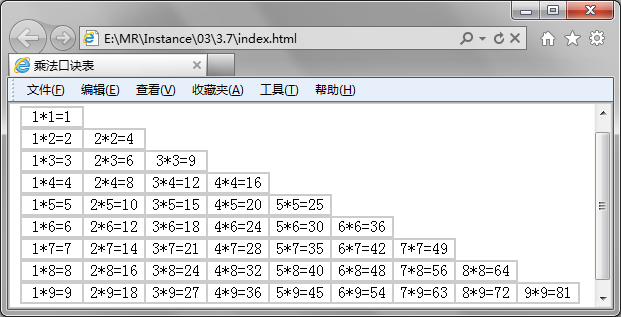 E:\MR\Instance\03\3.7\index.html
乘法口诀表
文件(F) 编辑(E) 查看(V) 收藏夹(A) 工具(T) 帮助(H)
1*1=1
1*2=2 2*2=4
1*3=3 2*3=6 3*3=9
1*4=4 2*4=8 3*4=12 4*4=16
1*5=5 2*5=10 3*5=15 4*5=20 5*5=25
1*6=6 2*6=12 3*6=18 4*6=24 5*6=30 6*6=36
1*7=7 2*7=14 3*7=21 4*7=28 5*7=35 6*7=42 7*7=49
1*8=8 2*8=16 3*8=24 4*8=32 5*8=40 6*8=48 7*8=56 8*8=64
1*9=9 2*9=18 3*9=27 4*9=36 5*9=45 6*9=54 7*9=63 8*9=72 9*9=81